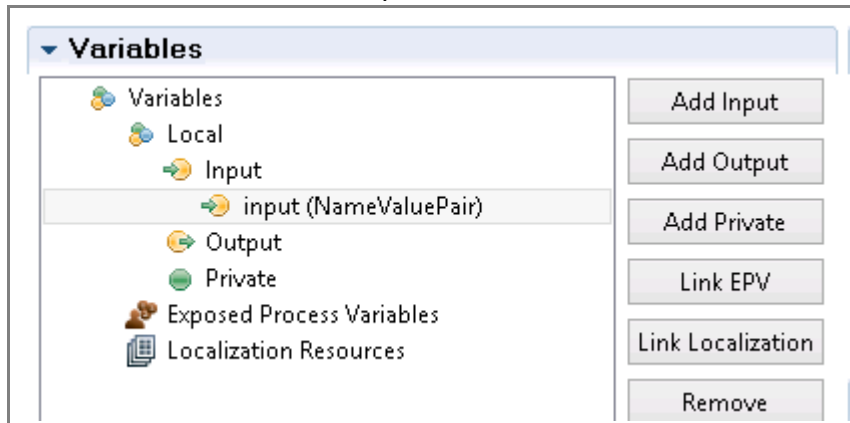 Variables
Variables
Local
Input
input (NameValuePair)
Output
Private
Exposed Process Variables
Localization Resources
Add Input
Add Output
Add Private
Link EPV
Link Localization
Remove